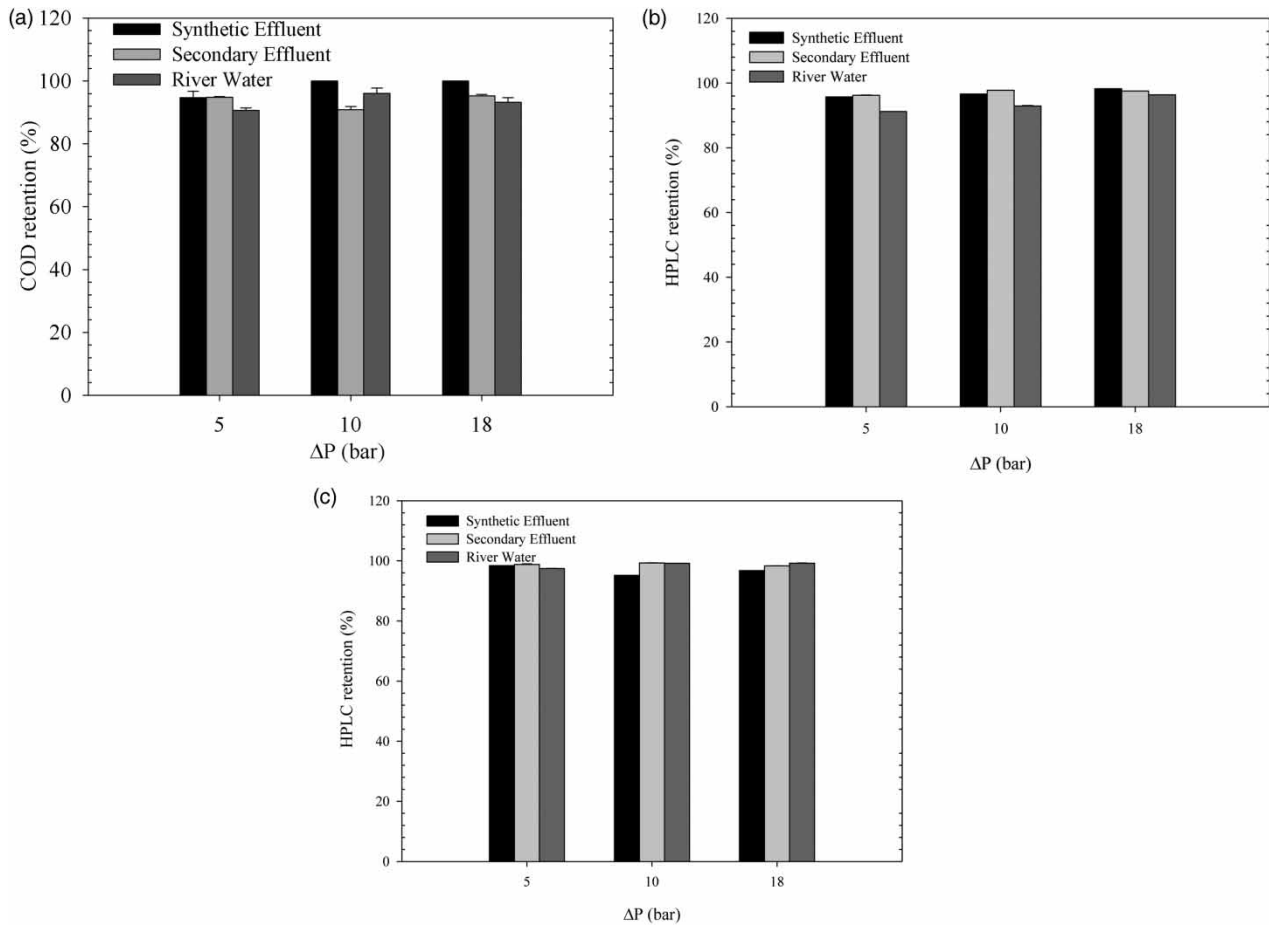 (a)
120
100
80
60
40
20
0
COD retention (%)
Synthetic Effluent
Secondary Effluent
River Water
5 10 18
ΔP (bar)
(b)
120
100
80
60
40
20
0
HPLC retention (%)
Synthetic Effluent
Secondary Effluent
River Water
5 10 18
ΔP (bar)
(c)
120
100
80
60
40
20
0
HPLC retention (%)
Synthetic Effluent
Secondary Effluent
River Water
5 10 18
ΔP (bar)